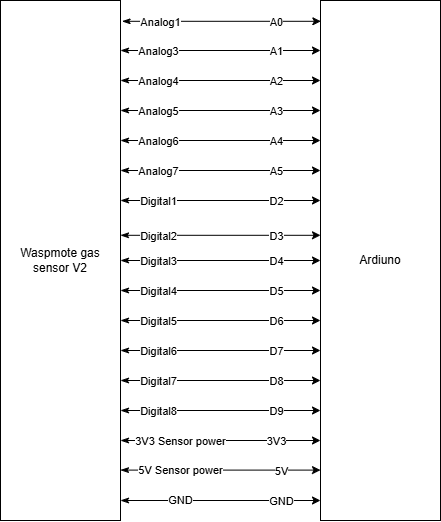 Analog1 A0
Analog3 A1
Analog4 A2
Analog5 A3
Analog6 A4
Analog7 A5
Digital1 D2
Digital2 D3
Waspmote gas
sensor V2
Digital3 D4
Ardiuno
Digital4 D5
Digital5 D6
Digital6 D7
Digital7 D8
Digital8 D9
3V3 Sensor power 3V3
5V Sensor power 5V
GND GND